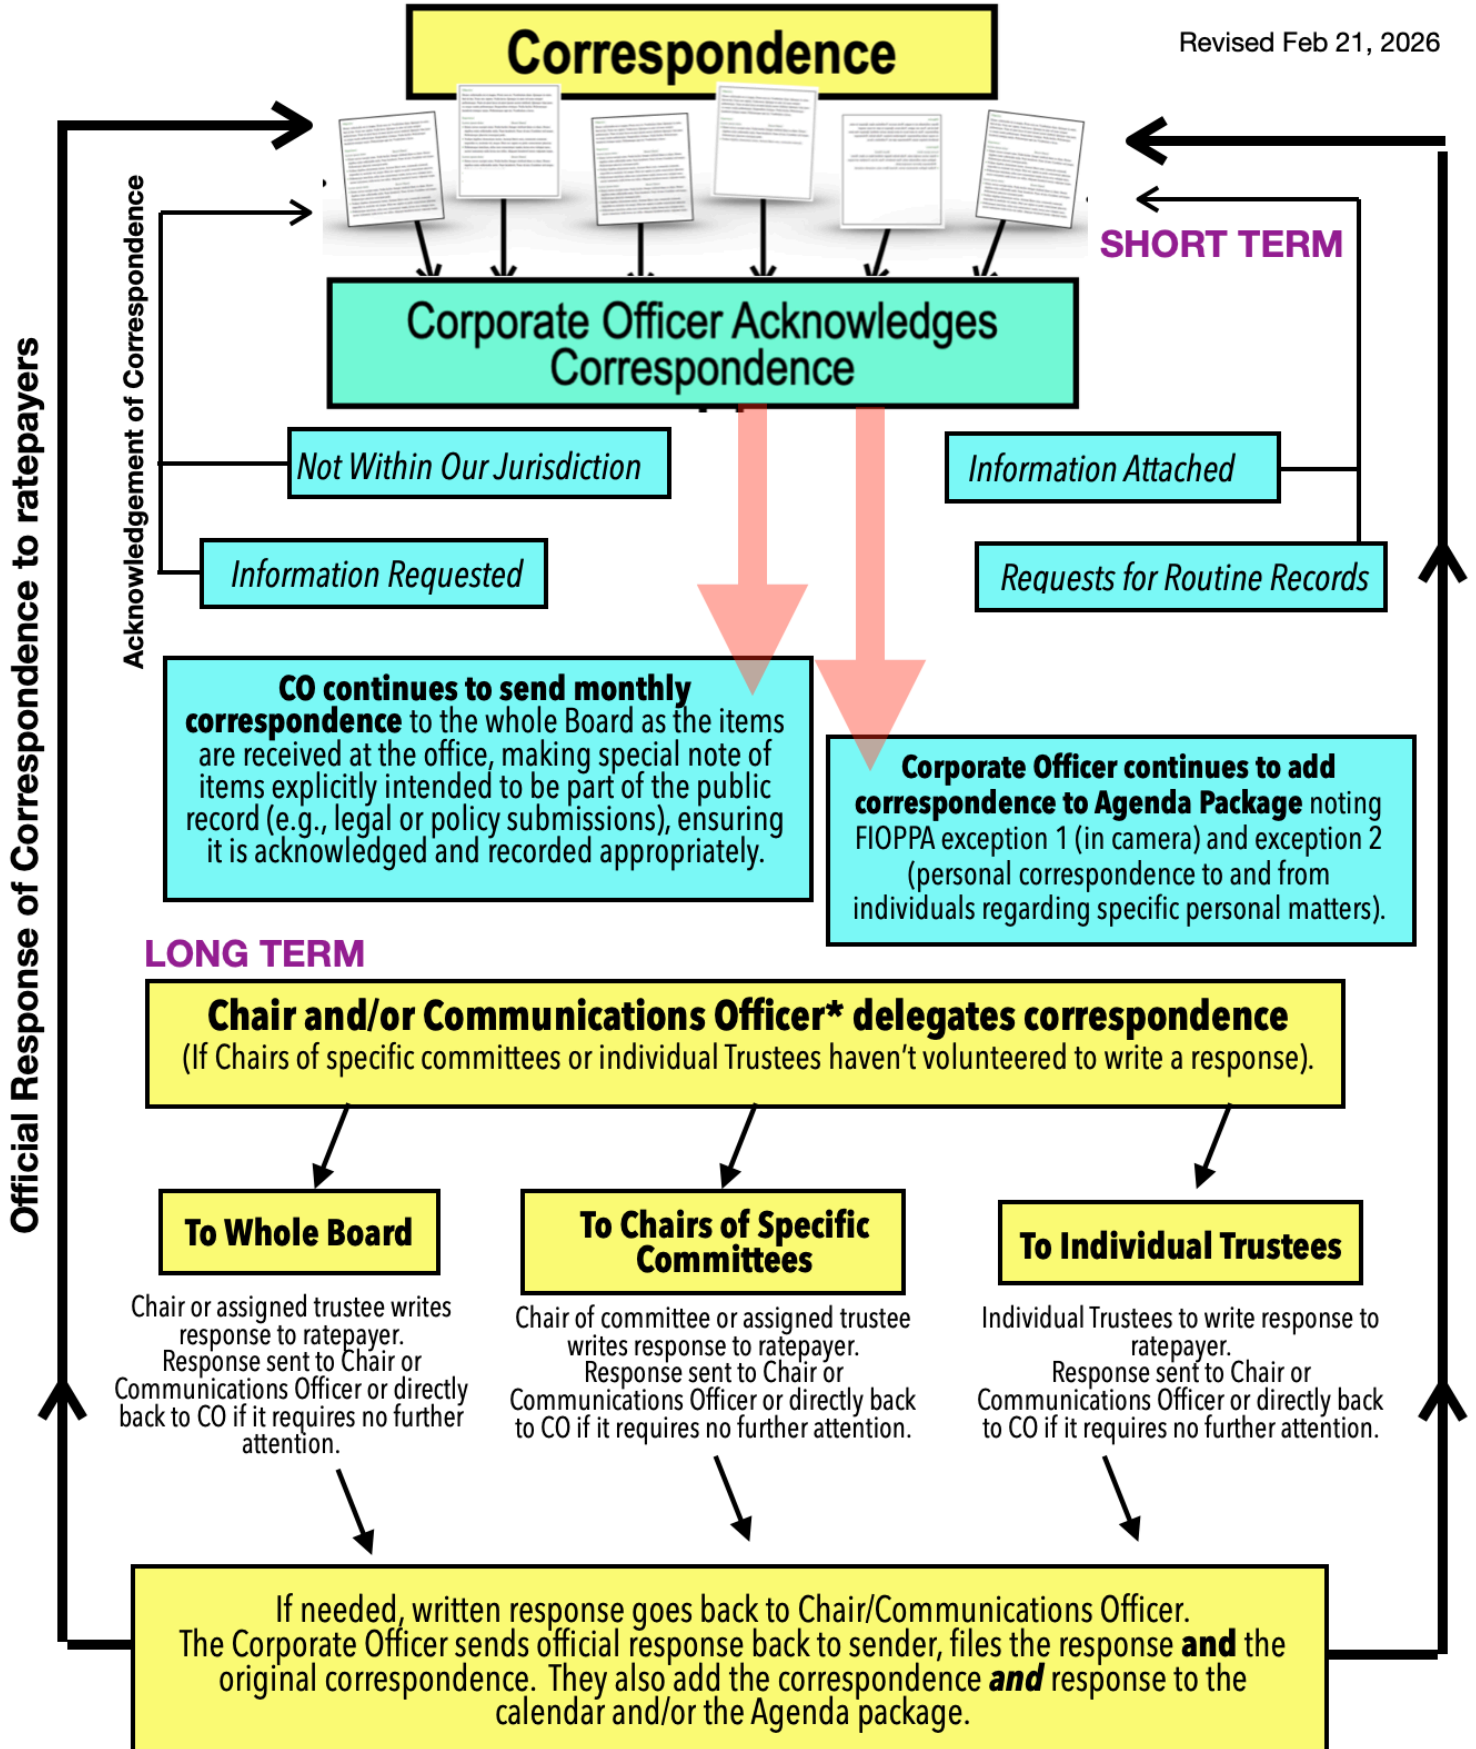 Correspondence
Revised Feb 21, 2026
SHORT TERM
Corporate Officer Acknowledges
Correspondence
Acknowledgement of Correspondence
Official Response of Correspondence to ratepayers
Not Within Our Jurisdiction
Information Attached
Information Requested
Requests for Routine Records
CO continues to send monthly
correspondence to the whole Board as the items
are received at the office, making special note of
items explicitly intended to be part of the public
record (e.g., legal or policy submissions), ensuring
it is acknowledged and recorded appropriately.
Corporate Officer continues to add
correspondence to Agenda Package noting
FIOPPA exception 1 (in camera) and exception 2
(personal correspondence to and from
individuals regarding specific personal matters).
LONG TERM
Chair and/or Communications Officer* delegates correspondence
(If Chairs of specific committees or individual Trustees haven't volunteered to write a response).
To Whole Board
Chair or assigned trustee writes
response to ratepayer.
Response sent to Chair or
Communications Officer or directly
back to CO if it requires no further
attention.
To Chairs of Specific
Committees
Chair of committee or assigned trustee
writes response to ratepayer.
Response sent to Chair or
Communications Officer or directly back
to CO if it requires no further attention.
To Individual Trustees
Individual Trustees to write response to
ratepayer.
Response sent to Chair or
Communications Officer or directly back
to CO if it requires no further attention.
If needed, written response goes back to Chair/Communications Officer.
The Corporate Officer sends official response back to sender, files the response and the
original correspondence. They also add the correspondence and response to the
calendar and/or the Agenda package.